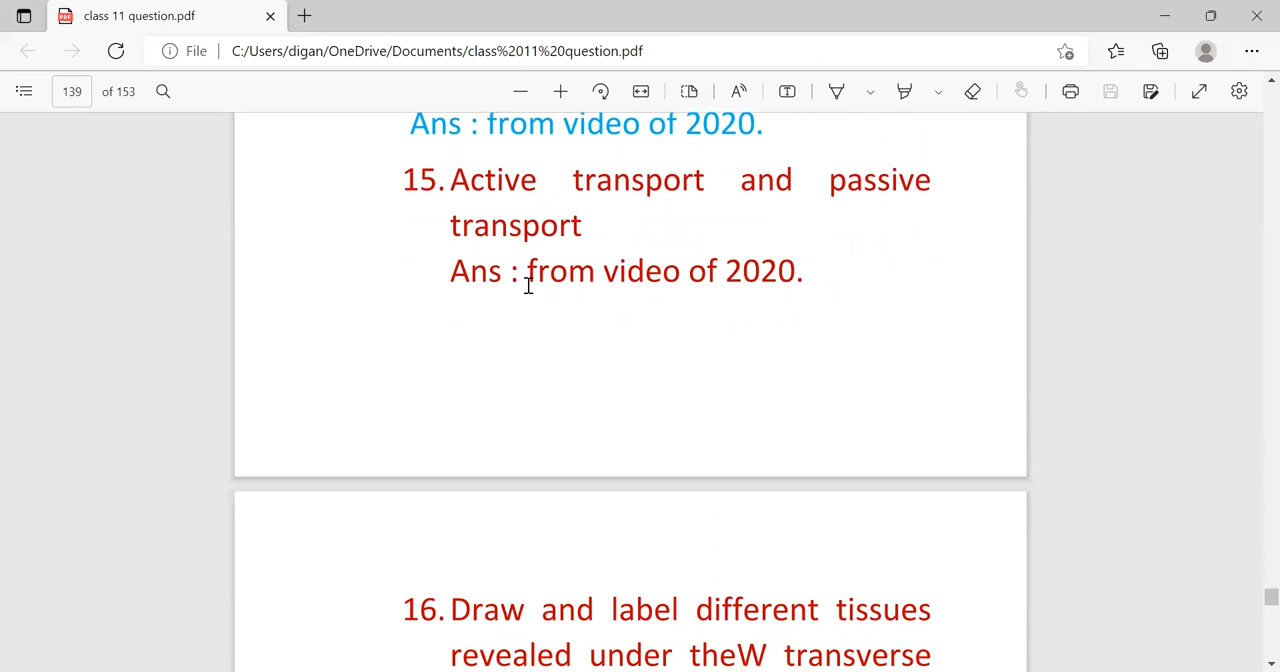 class 11 question.pdf
File C:/Users/digan/OneDrive/Documents/class%2011%20question.pdf
139 of 153
Ans : from video of 2020.
15. Active transport and passive
transport
Ans : from video of 2020.
16. Draw and label different tissues
revealed under theW transverse